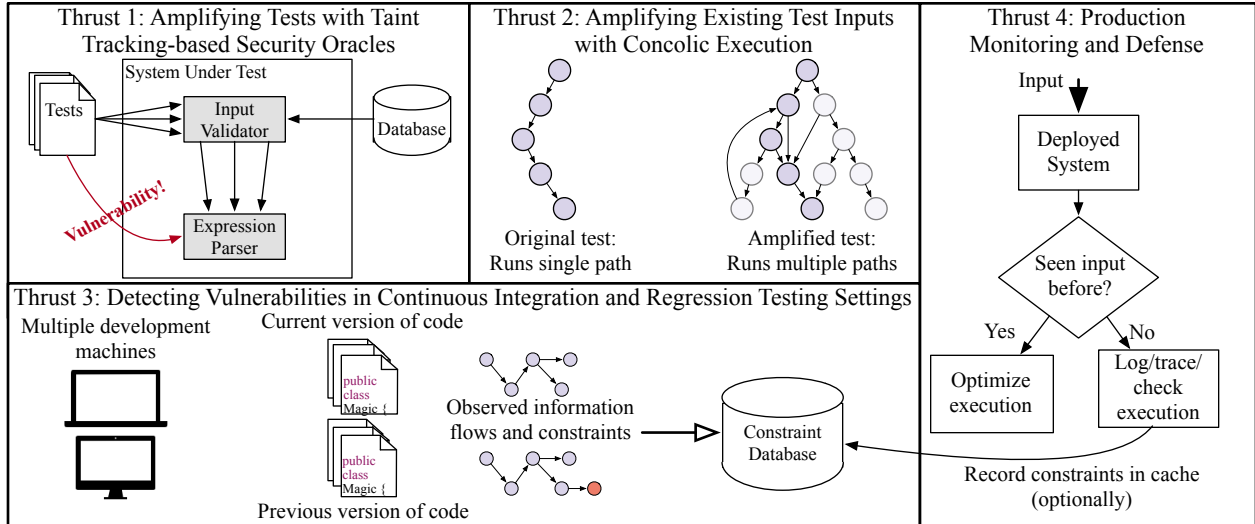 Thrust 1: Amplifying Tests with Taint
Tracking-based Security Oracles
System Under Test
Tests
Input
Validator
Database
Vulnerability!
Expression
Parser
Thrust 2: Amplifying Existing Test Inputs
with Concolic Execution
Original test:
Runs single path
Amplified test:
Runs multiple paths
Thrust 3: Detecting Vulnerabilities in Continuous Integration and Regression Testing Settings
Multiple development
machines
Current version of code
public
class
Magic {
public
class
Magic {
Previous version of code
Observed information
flows and constraints
Constraint
Database
Thrust 4: Production
Monitoring and Defense
Input
Deployed
System
Seen input
before?
Yes
No
Optimize
execution
Log/trace/
check
execution
Record constraints in cache
(optionally)